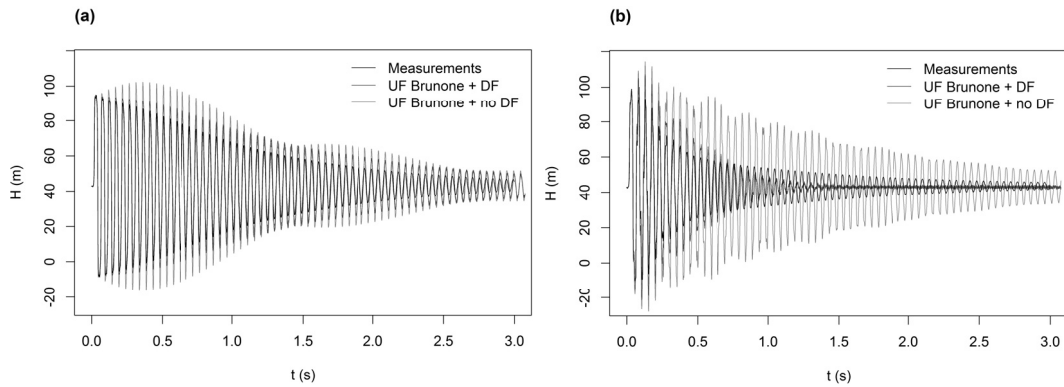 (a)
Measurements
UF Brunone + DF
UF Brunone + no DF
H (m)
100
80
60
40
20
0
-20
0.0 0.5 1.0 1.5 2.0 2.5 3.0
t (s)
(b)
Measurements
UF Brunone + DF
UF Brunone + no DF
H (m)
100
80
60
40
20
0
-20
0.0 0.5 1.0 1.5 2.0 2.5 3.0
t (s)